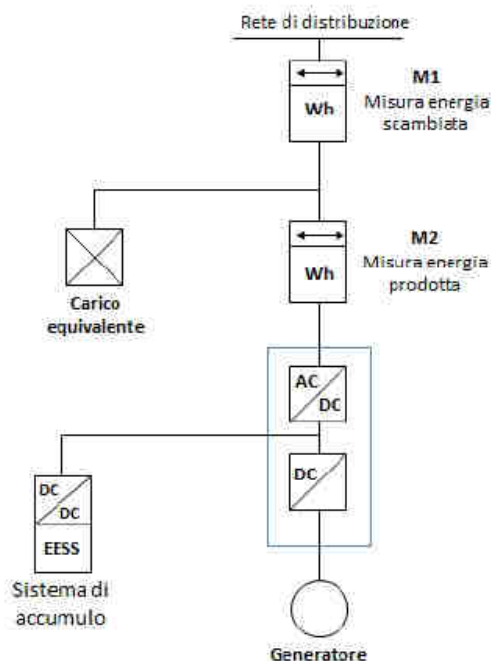 Rete di distribuzione
Wh
M1
Misura energia
scambiata
Wh
M2
Misura energia
prodotta
Carico
equivalente
AC
DC
DC
DC
DC
EESS
Sistema di
accumulo
Generatore